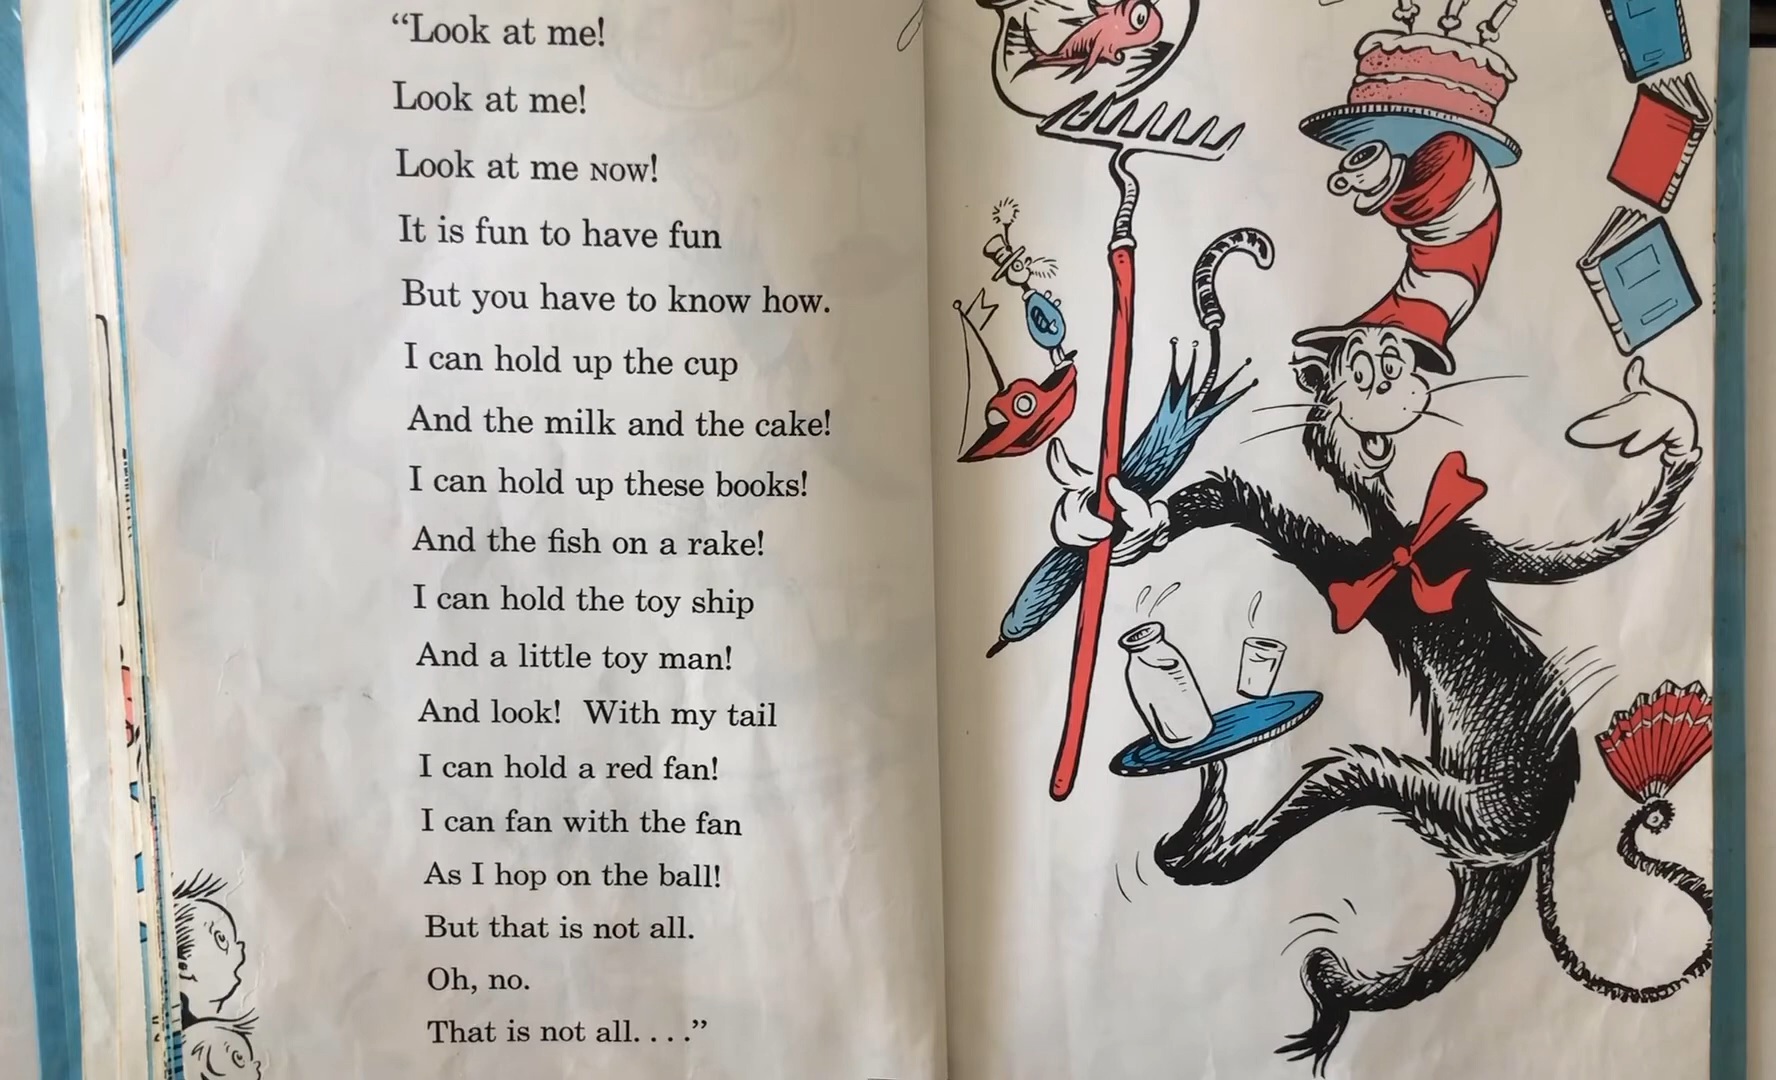 “Look at me!
Look at me!
Look at me NOW!
It is fun to have fun
But you have to know how.
I can hold up the cup
And the milk and the cake!
I can hold up these books!
And the fish on a rake!
I can hold the toy ship
And a little toy man!
And look!  With my tail
I can hold a red fan!
I can fan with the fan
As I hop on the ball!
But that is not all.
Oh, no.
That is not all. . . .”